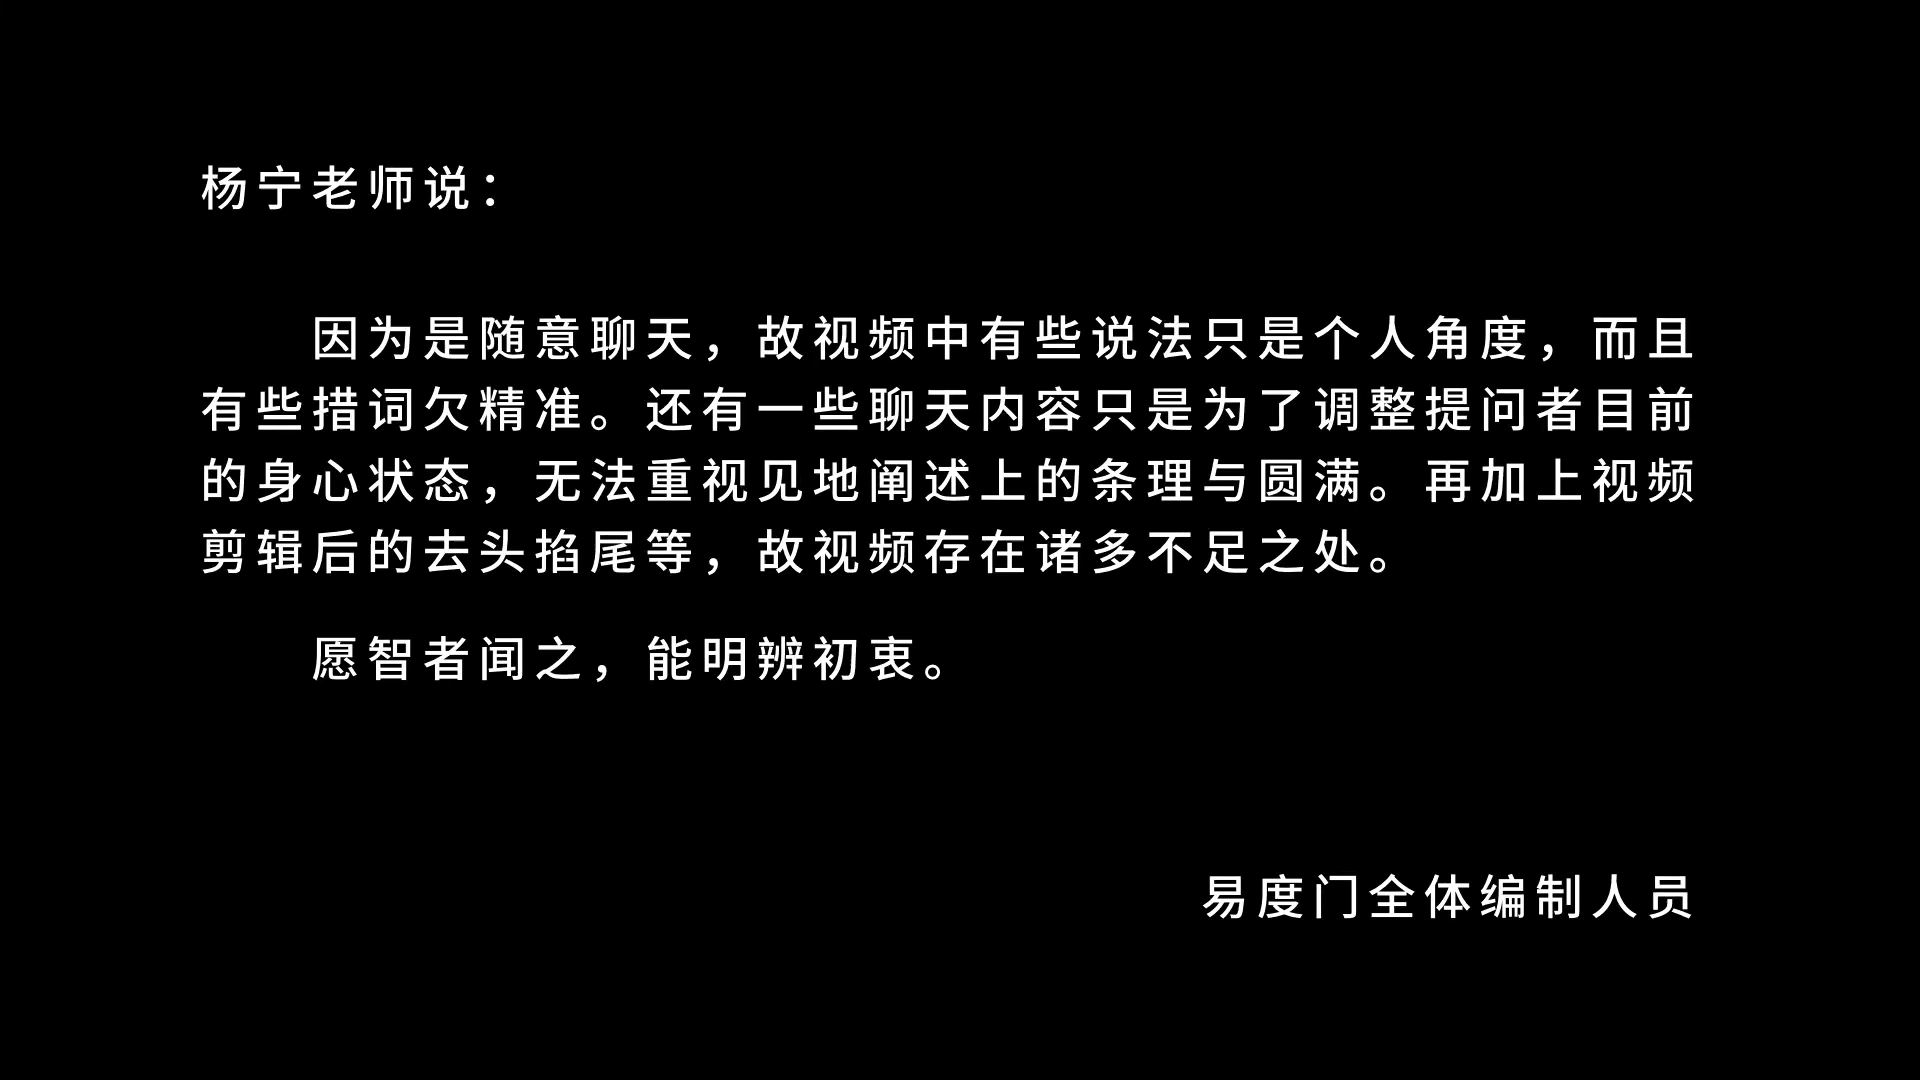 杨宁老师说：
因为是随意聊天，故视频中有些说法只是个人角度，而且
有些措词欠精准。还有一些聊天内容只是为了调整提问者目前
的身心状态，无法重视见地阐述上的条理与圆满。再加上视频
剪辑后的去头掐尾等，故视频存在诸多不足之处。
愿智者闻之，能明辨初衷。
易度门全体编制人员